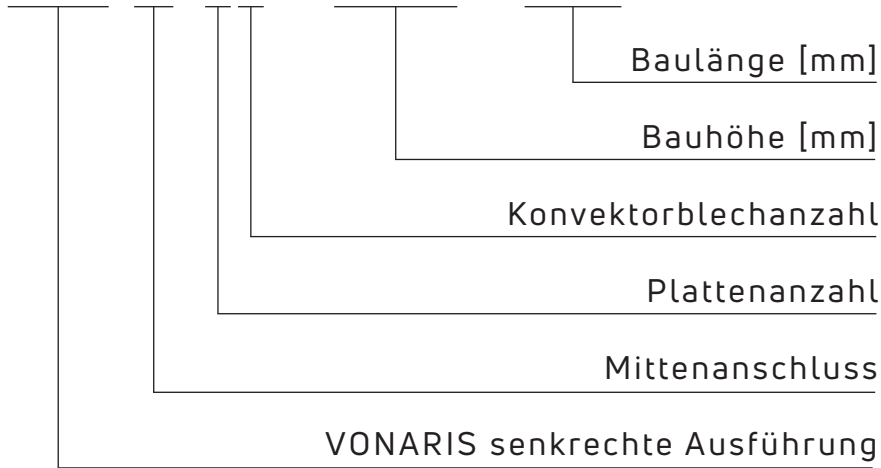 Baulänge [mm]
Bauhöhe [mm]
Konvektorblechanzahl
Plattenanzahl
Mittenanschluss
VONARIS senkrechte Ausführung